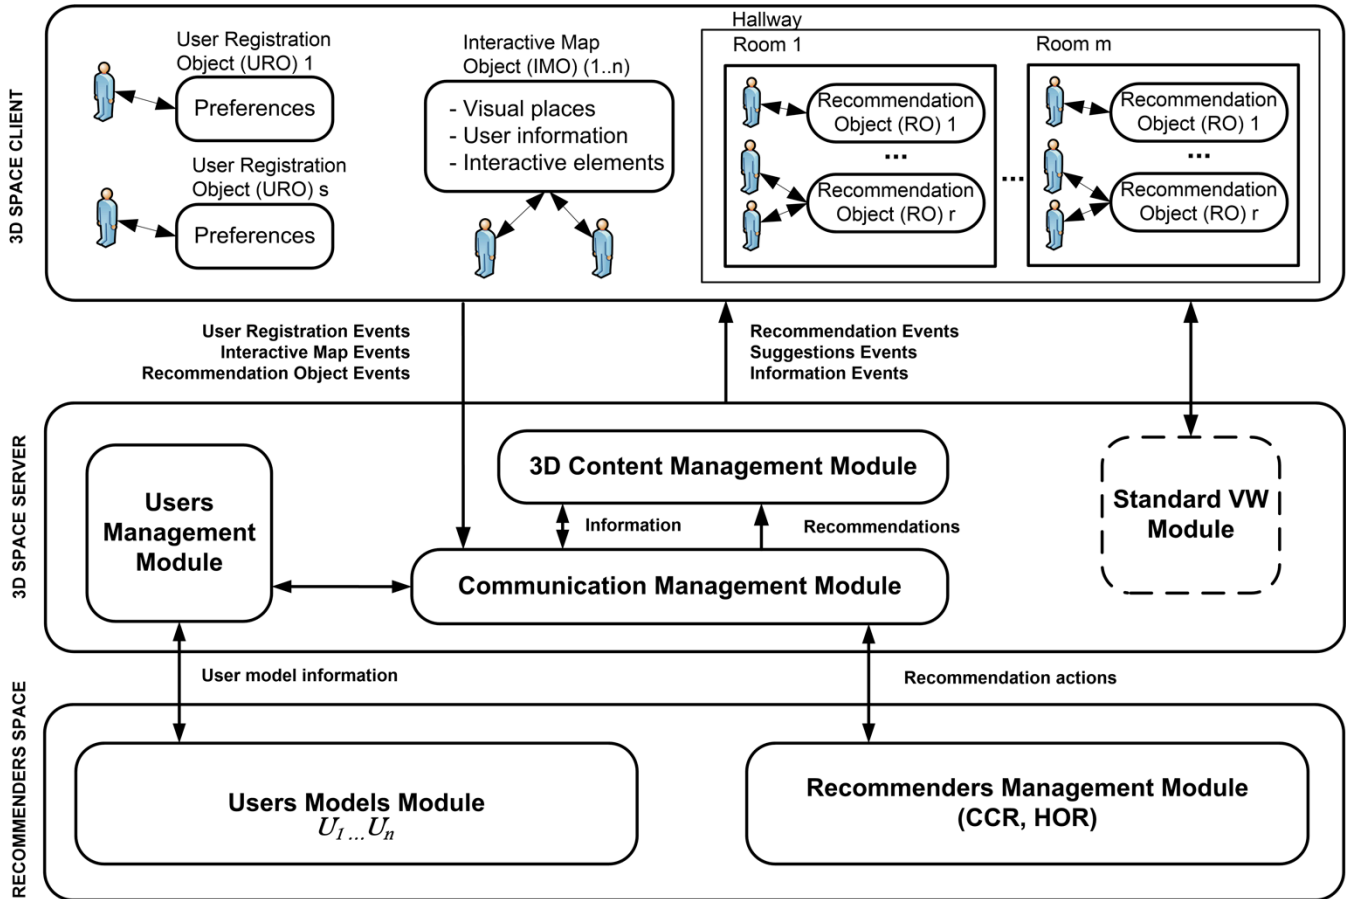 3D SPACE CLIENT
User Registration
Object (URO) 1
Preferences
User Registration
Object (URO) s
Preferences
Interactive Map
Object (IMO) (1..n)
- Visual places
- User information
- Interactive elements
Hallway
Room 1
Recommendation
Object (RO) 1
...
Recommendation
Object (RO) r
...
Room m
Recommendation
Object (RO) 1
...
Recommendation
Object (RO) r
User Registration Events
Interactive Map Events
Recommendation Object Events
Recommendation Events
Suggestions Events
Information Events
3D SPACE SERVER
Users
Management
Module
3D Content Management Module
Information
Recommendations
Communication Management Module
Standard VW
Module
User model information
Recommendation actions
RECOMMENDERS SPACE
Users Models Module
U1 ... Un
Recommenders Management Module
(CCR, HOR)